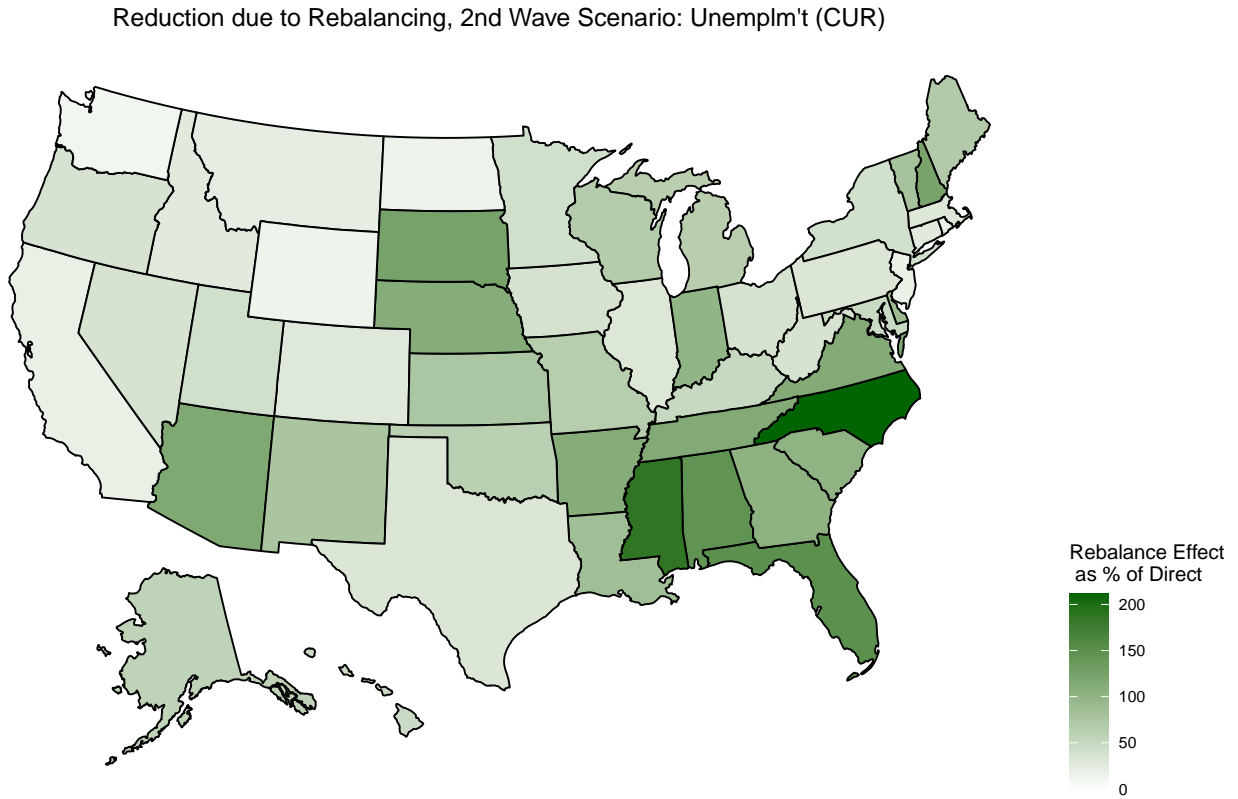 Reduction due to Rebalancing, 2nd Wave Scenario: Unemplm't (CUR)
Rebalance Effect
as % of Direct
200
150
100
50
0